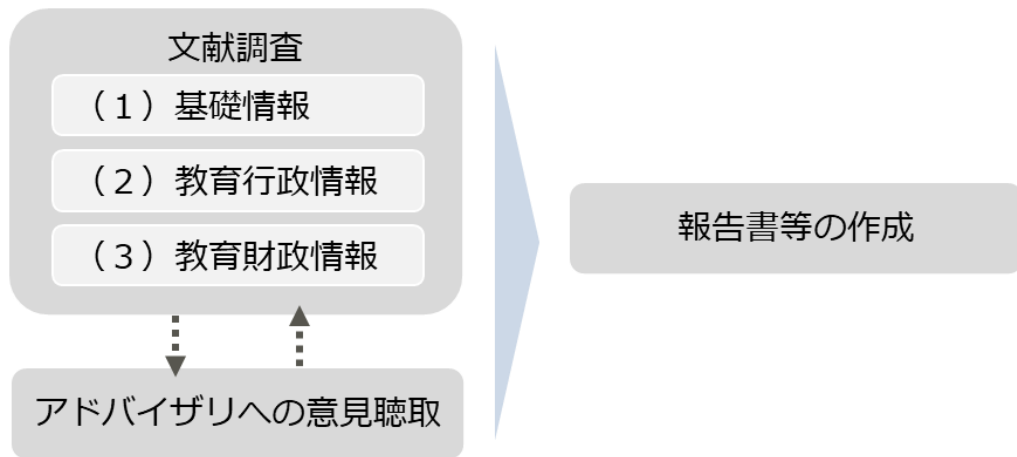 文献調査
（１）基礎情報
（２）教育行政情報
（３）教育財政情報
アドバイザリへの意見聴取
報告書等の作成